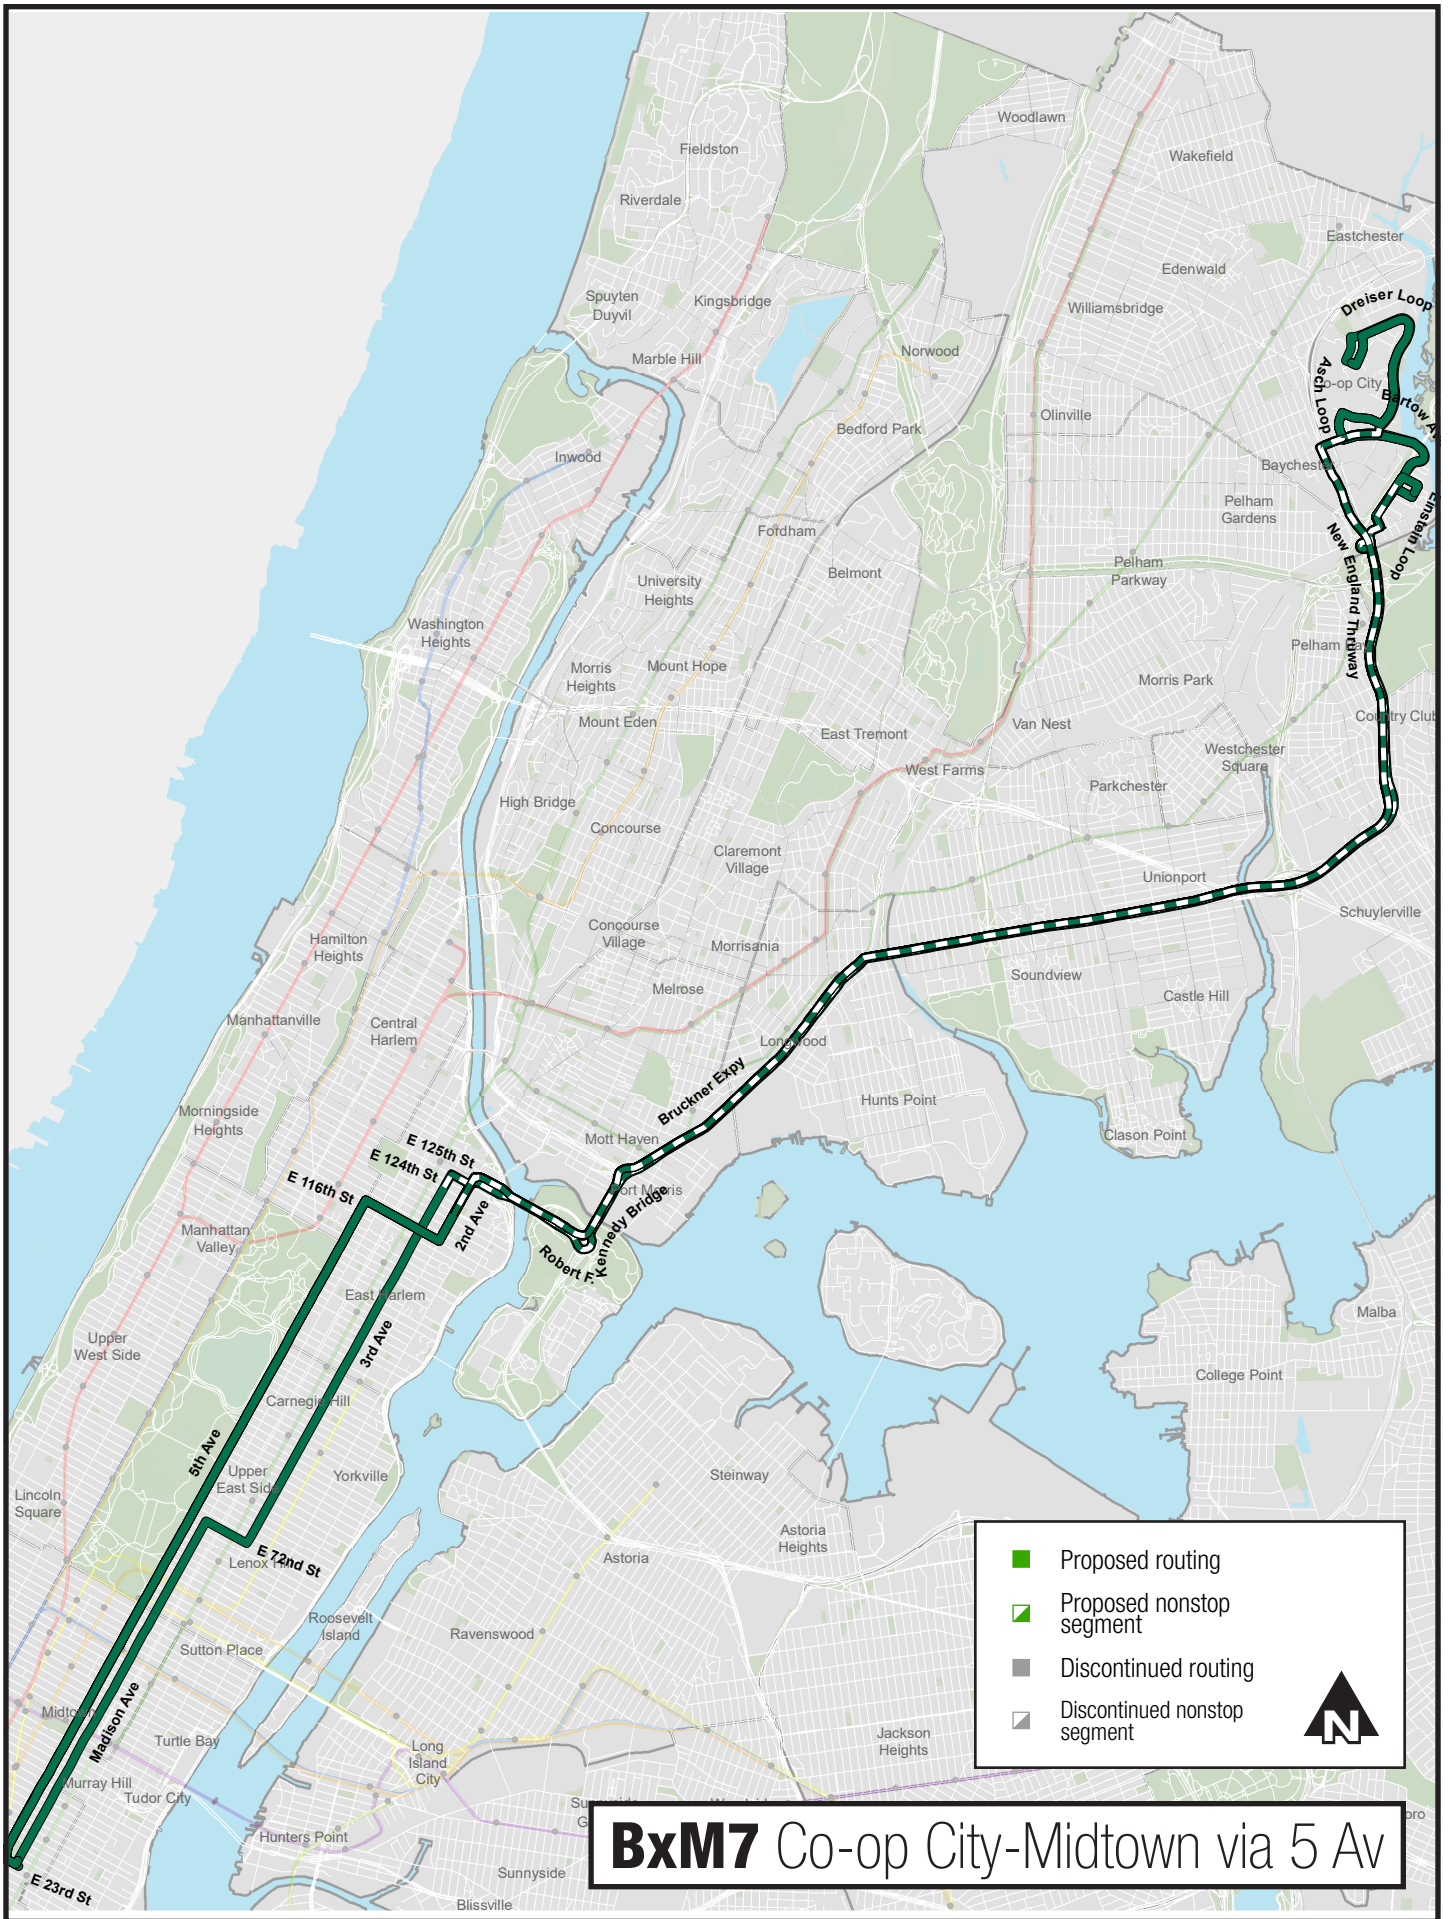 Woodlawn
Fieldston
Wakefield
Riverdale
Eastchester
Edenwald
Spuyten
Duyvil
Kingsbridge
Williamsbridge
Dreiser Loop
Marble Hill
Norwood
Asch Loop
o-op City
Bartow A
Olinville
Bedford Park
Inwood
Baychester
Pelham
Gardens
Einstein Loop
New England Thruway
Fordham
University
Heights
Belmont
Pelham
Parkway
Washington
Heights
Pelham Bay
Morris
Heights
Mount Hope
Morris Park
Mount Eden
Van Nest
Country Club
East Tremont
Westchester
Square
West Farms
Parkchester
High Bridge
Concourse
Claremont
Village
Unionport
Schuylerville
Concourse
Village
Hamilton
Heights
Morrisania
Soundview
Melrose
Castle Hill
Manhattanville
Central
Harlem
Longwood
Bruckner Expy
Hunts Point
Morningside
Heights
Mott Haven
Clason Point
E 125th St
E 124th St
E 116th St
Port Morris
2nd Ave
Robert F.
Kennedy Bridge
Manhattan
Valley
East Harlem
Malba
Upper
West Side
3rd Ave
College Point
Carnegie Hill
5th Ave
Upper
East Side
Yorkville
Steinway
Lincoln
Square
Astoria
Heights
E 72nd St
Lenox
Astoria
Roosevelt
Island
Ravenswood
Sutton Place
Midtown
Madison Ave
Turtle Bay
Long
Island
City
Jackson
Heights
Murray Hill
Tudor City
Hunters Point
Sunnyside
Blissville
E 23rd St
Proposed routing
Proposed nonstop
segment
Discontinued routing
Discontinued nonstop
segment
N
BxM7 Co-op City-Midtown via 5 Av